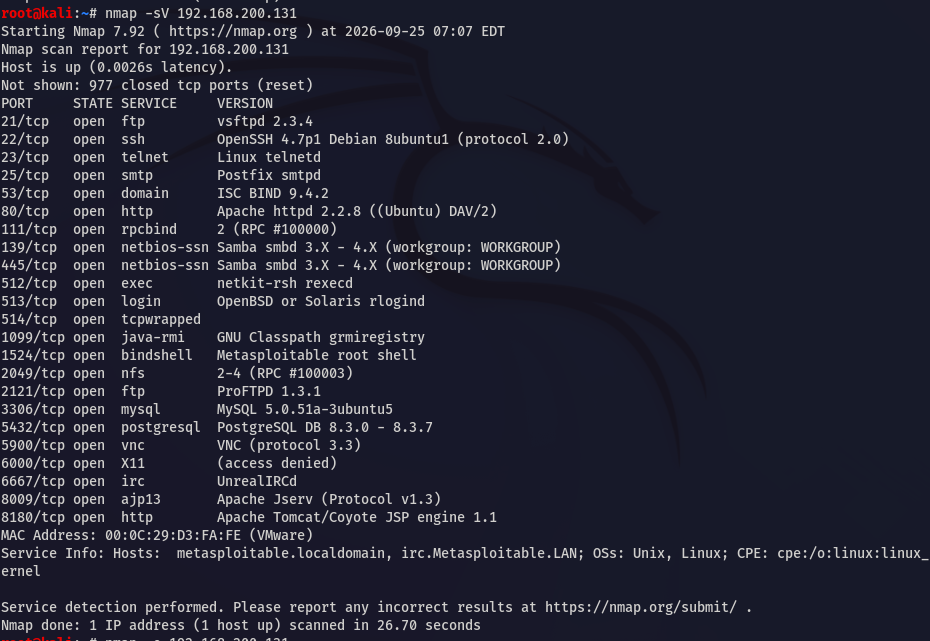 root@kali:~# nmap -sV 192.168.200.131
Starting Nmap 7.92 ( https://nmap.org ) at 2026-09-25 07:07 EDT
Nmap scan report for 192.168.200.131
Host is up (0.0026s latency).
Not shown: 977 closed tcp ports (reset)
PORT     STATE SERVICE     VERSION
21/tcp   open  ftp         vsftpd 2.3.4
22/tcp   open  ssh         OpenSSH 4.7p1 Debian 8ubuntu1 (protocol 2.0)
23/tcp   open  telnet      Linux telnetd
25/tcp   open  smtp        Postfix smtpd
53/tcp   open  domain      ISC BIND 9.4.2
80/tcp   open  http        Apache httpd 2.2.8 ((Ubuntu) DAV/2)
111/tcp  open  rpcbind     2 (RPC #100000)
139/tcp  open  netbios-ssn Samba smbd 3.X - 4.X (workgroup: WORKGROUP)
445/tcp  open  netbios-ssn Samba smbd 3.X - 4.X (workgroup: WORKGROUP)
512/tcp  open  exec        netkit-rsh rexecd
513/tcp  open  login       OpenBSD or Solaris rlogind
514/tcp  open  tcpwrapped
1099/tcp open  java-rmi    GNU Classpath grmiregistry
1524/tcp open  bindshell   Metasploitable root shell
2049/tcp open  nfs         2-4 (RPC #100003)
2121/tcp open  ftp         ProFTPD 1.3.1
3306/tcp open  mysql       MySQL 5.0.51a-3ubuntu5
5432/tcp open  postgresql  PostgreSQL DB 8.3.0 - 8.3.7
5900/tcp open  vnc         VNC (protocol 3.3)
6000/tcp open  X11         (access denied)
6667/tcp open  irc         UnrealIRCd
8009/tcp open  ajp13       Apache Jserv (Protocol v1.3)
8180/tcp open  http        Apache Tomcat/Coyote JSP engine 1.1
MAC Address: 00:0C:29:D3:FA:FE (VMware)
Service Info: Hosts:  metasploitable.localdomain, irc.Metasploitable.LAN; OSs: Unix, Linux; CPE: cpe:/o:linux:linux_
ernel

Service detection performed. Please report any incorrect results at https://nmap.org/submit/ .
Nmap done: 1 IP address (1 host up) scanned in 26.70 seconds